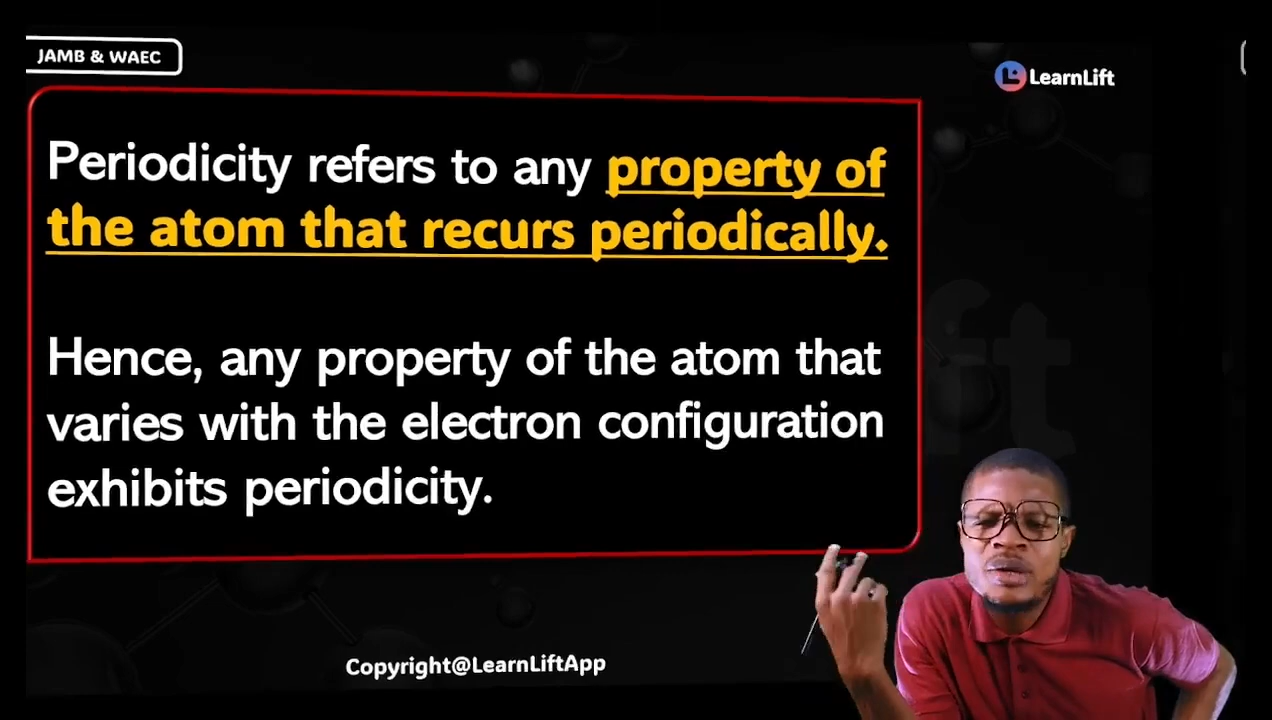 JAMB & WAEC
LearnLift
Periodicity refers to any property of
the atom that recurs periodically.
Hence, any property of the atom that
varies with the electron configuration
exhibits periodicity.
ft
Copyright@LearnLiftApp